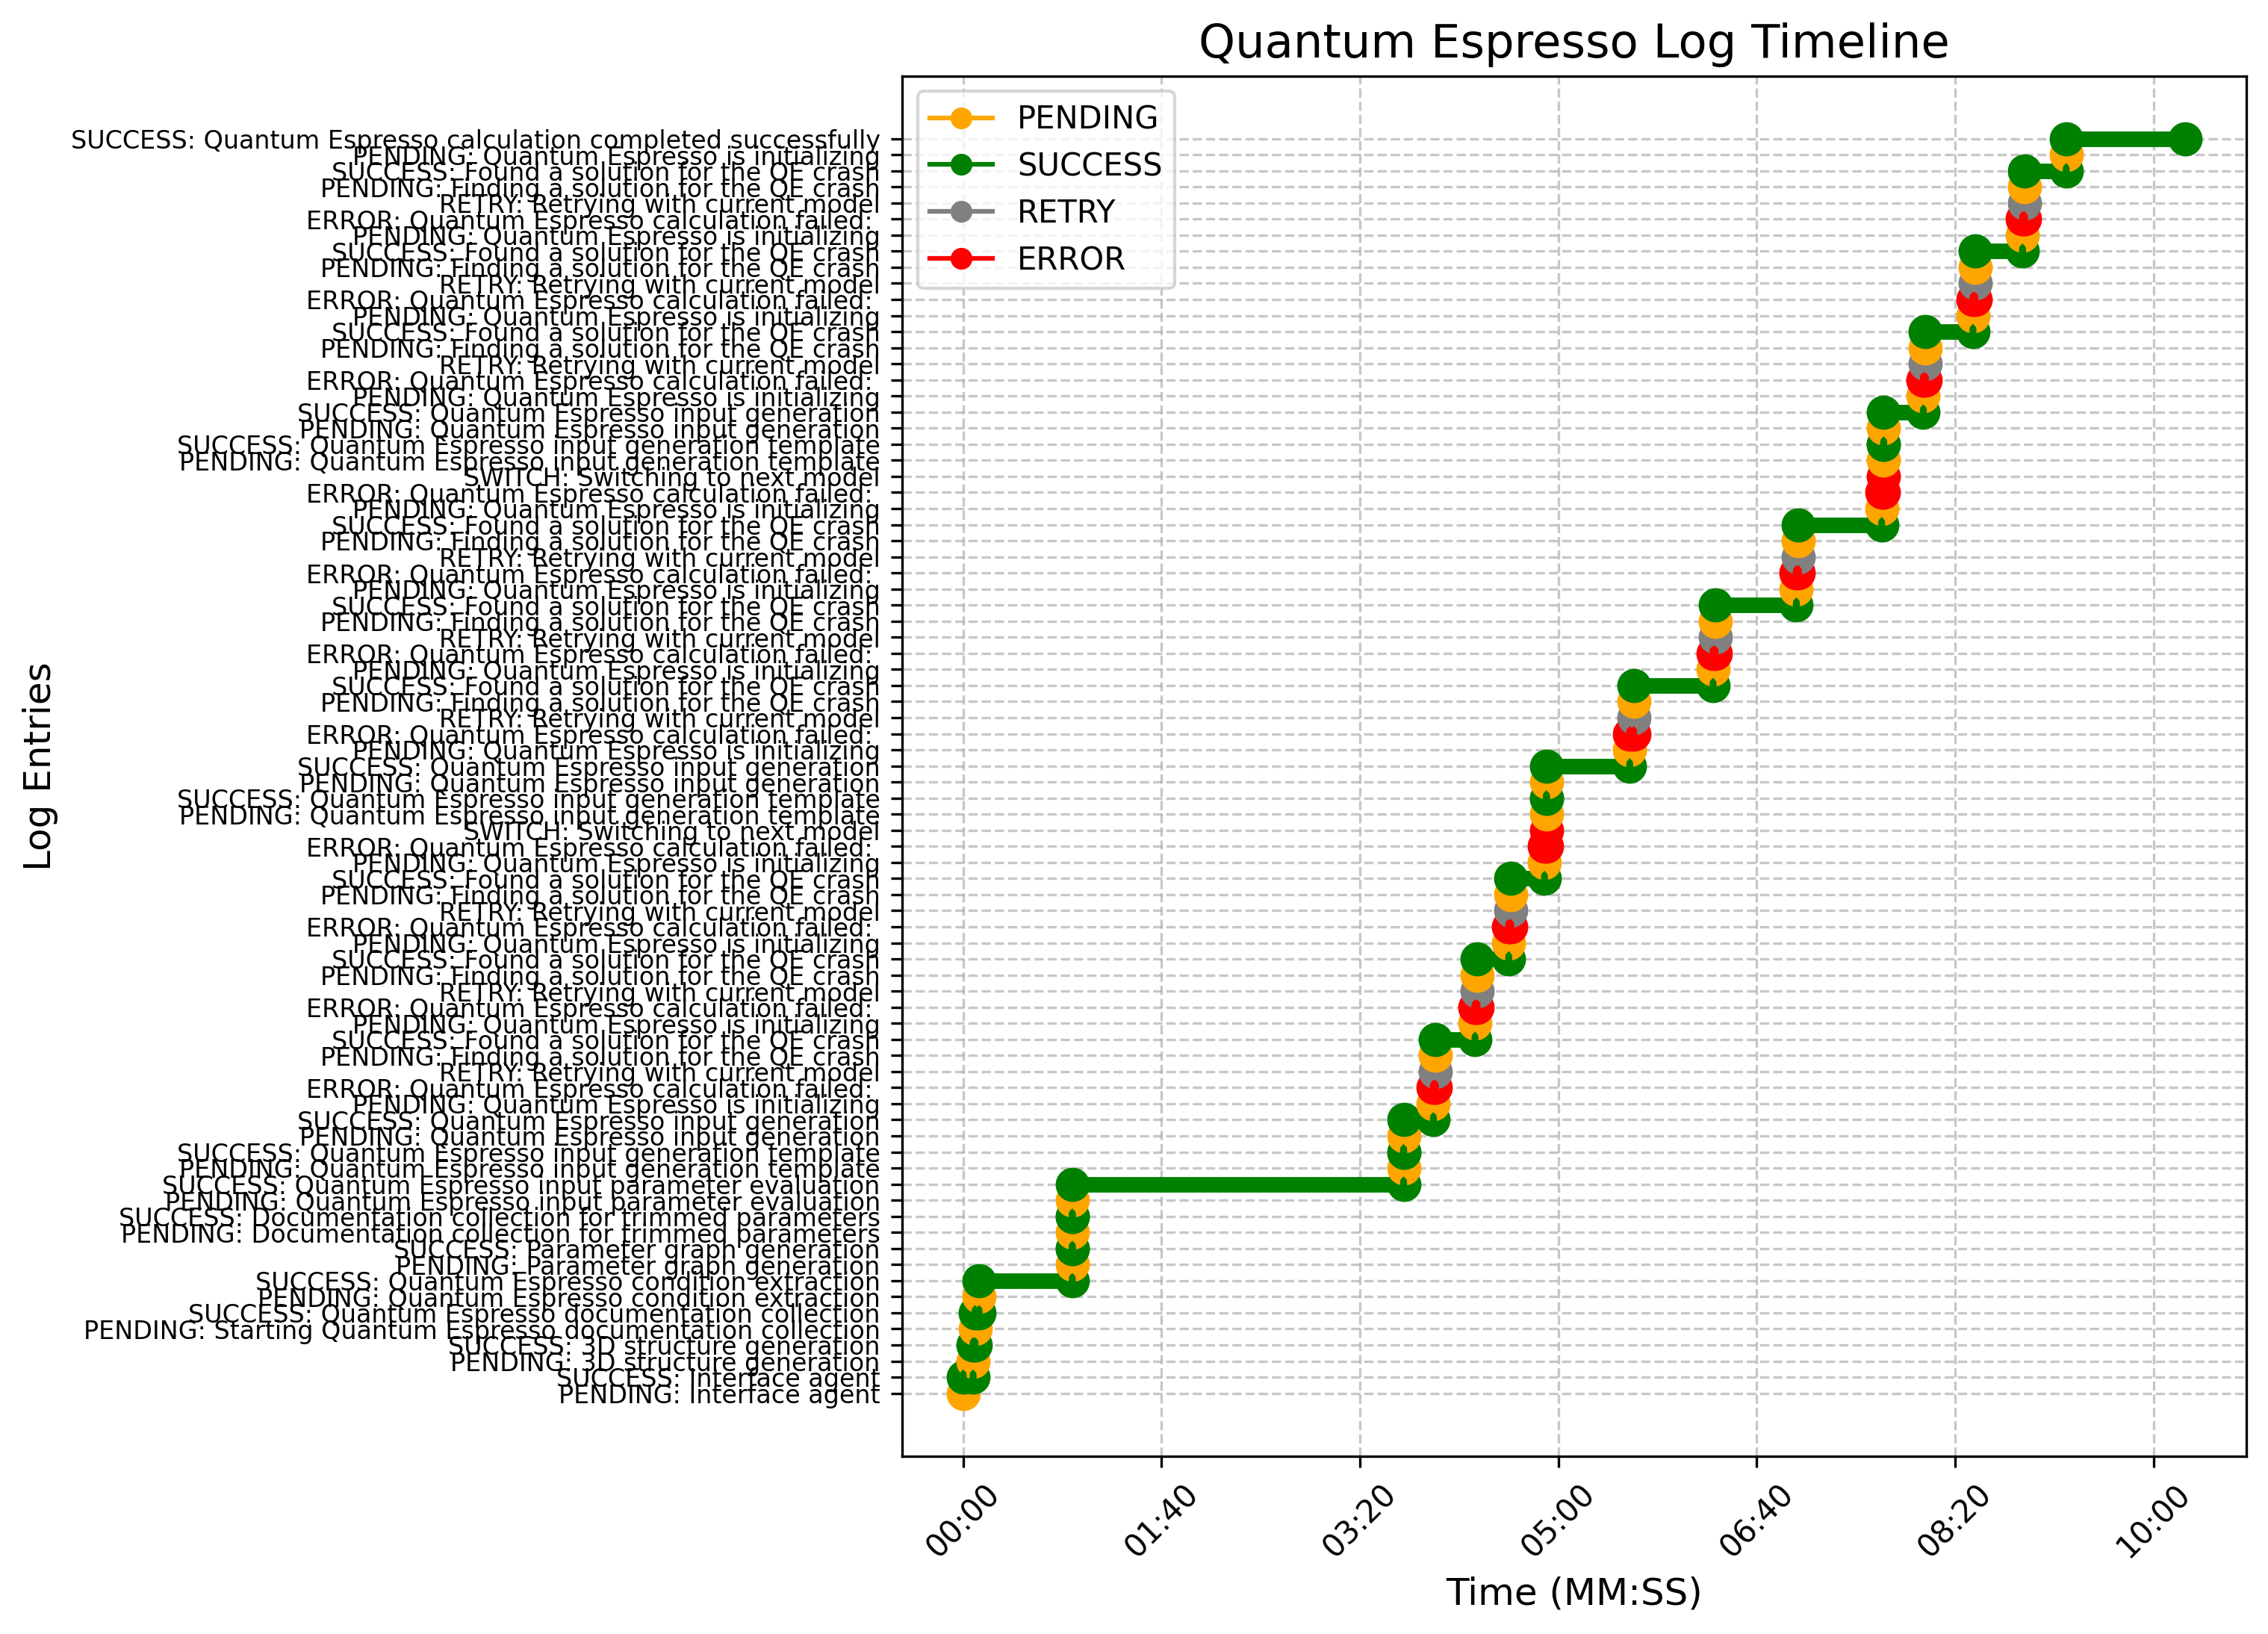 Quantum Espresso Log Timeline
PENDING
SUCCESS
RETRY
ERROR
SUCCESS: Quantum Espresso calculation completed successfully
PENDING: Quantum Espresso is initializing
SUCCESS: Found a solution for the QE crash
PENDING: Finding a solution for the QE crash
RETRY: Retrying with current model
ERROR: Quantum Espresso calculation failed:
PENDING: Quantum Espresso is initializing
SUCCESS: Found a solution for the QE crash
PENDING: Finding a solution for the QE crash
RETRY: Retrying with current model
ERROR: Quantum Espresso calculation failed:
PENDING: Quantum Espresso is initializing
SUCCESS: Found a solution for the QE crash
PENDING: Finding a solution for the QE crash
RETRY: Retrying with current model
ERROR: Quantum Espresso calculation failed:
PENDING: Quantum Espresso is initializing
SUCCESS: Quantum Espresso input generation
PENDING: Quantum Espresso input generation
SUCCESS: Quantum Espresso input generation template
PENDING: Quantum Espresso input generation template
SWITCH: Switching to next model
ERROR: Quantum Espresso calculation failed:
PENDING: Quantum Espresso is initializing
SUCCESS: Found a solution for the QE crash
PENDING: Finding a solution for the QE crash
RETRY: Retrying with current model
ERROR: Quantum Espresso calculation failed:
PENDING: Quantum Espresso is initializing
SUCCESS: Found a solution for the QE crash
PENDING: Finding a solution for the QE crash
RETRY: Retrying with current model
ERROR: Quantum Espresso calculation failed:
PENDING: Quantum Espresso is initializing
SUCCESS: Found a solution for the QE crash
PENDING: Finding a solution for the QE crash
RETRY: Retrying with current model
ERROR: Quantum Espresso calculation failed:
PENDING: Quantum Espresso is initializing
SUCCESS: Quantum Espresso input generation
PENDING: Quantum Espresso input generation
SUCCESS: Quantum Espresso input generation template
PENDING: Quantum Espresso input generation template
SWITCH: Switching to next model
ERROR: Quantum Espresso calculation failed:
PENDING: Quantum Espresso is initializing
SUCCESS: Found a solution for the QE crash
PENDING: Finding a solution for the QE crash
RETRY: Retrying with current model
ERROR: Quantum Espresso calculation failed:
PENDING: Quantum Espresso is initializing
SUCCESS: Found a solution for the QE crash
PENDING: Finding a solution for the QE crash
RETRY: Retrying with current model
ERROR: Quantum Espresso calculation failed:
PENDING: Quantum Espresso is initializing
SUCCESS: Found a solution for the QE crash
PENDING: Finding a solution for the QE crash
RETRY: Retrying with current model
ERROR: Quantum Espresso calculation failed:
PENDING: Quantum Espresso is initializing
SUCCESS: Quantum Espresso input generation
PENDING: Quantum Espresso input generation
SUCCESS: Quantum Espresso input generation template
PENDING: Quantum Espresso input generation template
SUCCESS: Quantum Espresso input parameter evaluation
PENDING: Quantum Espresso input parameter evaluation
SUCCESS: Documentation collection for trimmed parameters
PENDING: Documentation collection for trimmed parameters
SUCCESS: Parameter graph generation
PENDING: Parameter graph generation
SUCCESS: Quantum Espresso condition extraction
PENDING: Quantum Espresso condition extraction
SUCCESS: Quantum Espresso documentation collection
PENDING: Starting Quantum Espresso documentation collection
SUCCESS: 3D structure generation
PENDING: 3D structure generation
SUCCESS: Interface agent
PENDING: Interface agent
Log Entries
00:00
01:40
03:20
05:00
06:40
08:20
10:00
Time (MM:SS)